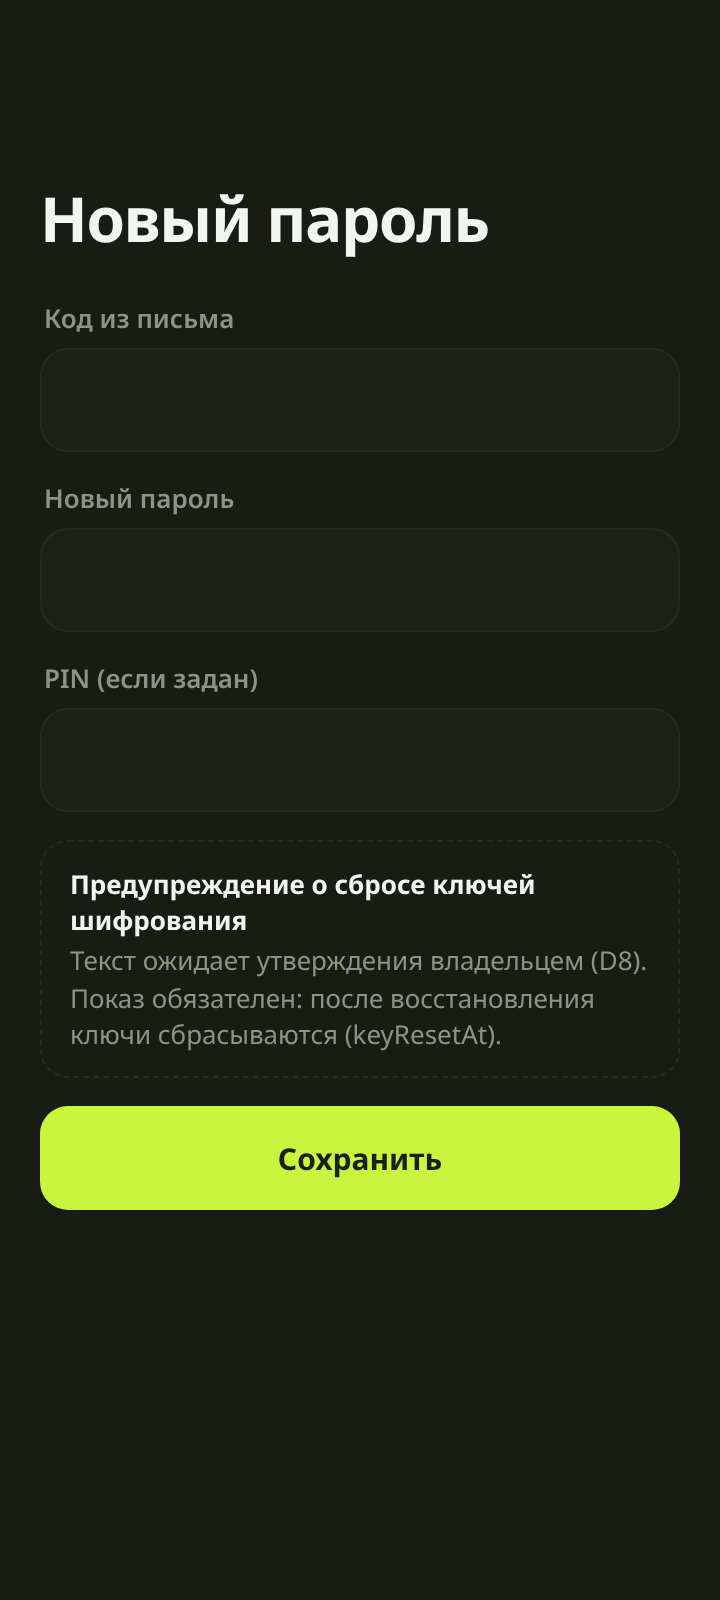 Новый пароль
Код из письма
Новый пароль
PIN (если задан)
Предупреждение о сбросе ключей
шифрования
Текст ожидает утверждения владельцем (D8).
Показ обязателен: после восстановления
ключи сбрасываются (keyResetAt).
Сохранить